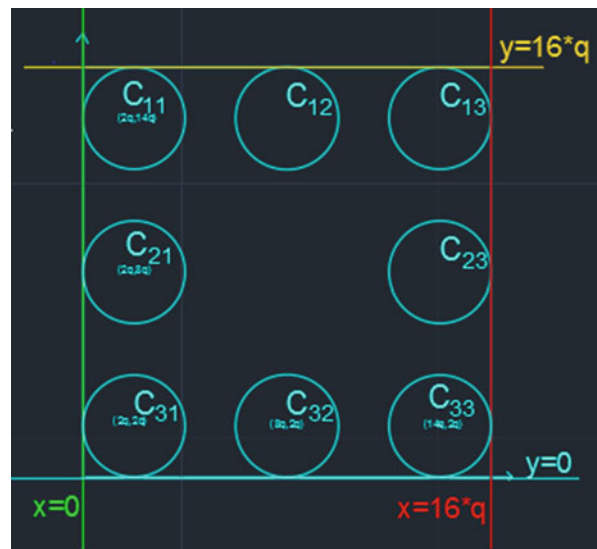 y=16*q
C₁₁ C₁₂ C₁₃
(2q,14q)
C₂₁ C₂₃
(2q,8q)
C₃₁ C₃₂ C₃₃
(2q,2q) (8q,2q) (14q,2q)
y=0
x=0 x=16*q